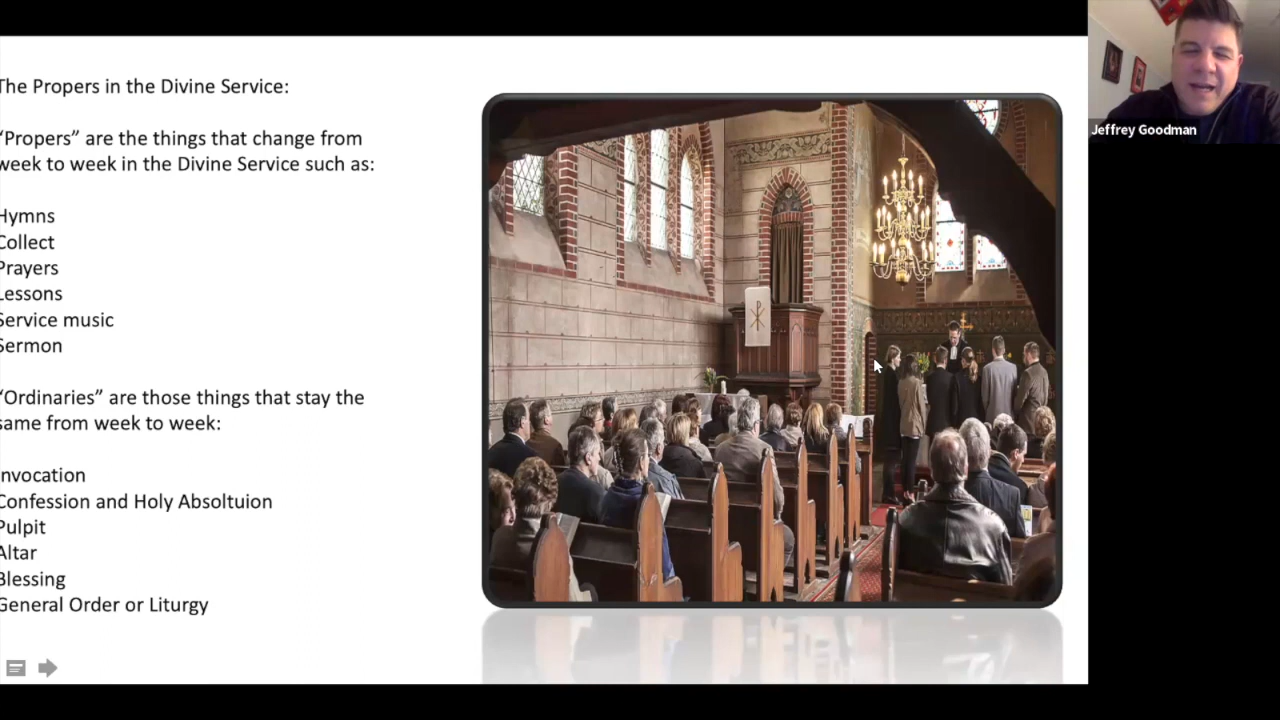 The Propers in the Divine Service:
“Propers” are the things that change from
week to week in the Divine Service such as:
Hymns
Collect
Prayers
Lessons
Service music
Sermon
“Ordinaries” are those things that stay the
same from week to week:
Invocation
Confession and Holy Absoltuion
Pulpit
Altar
Blessing
General Order or Liturgy
Jeffrey Goodman